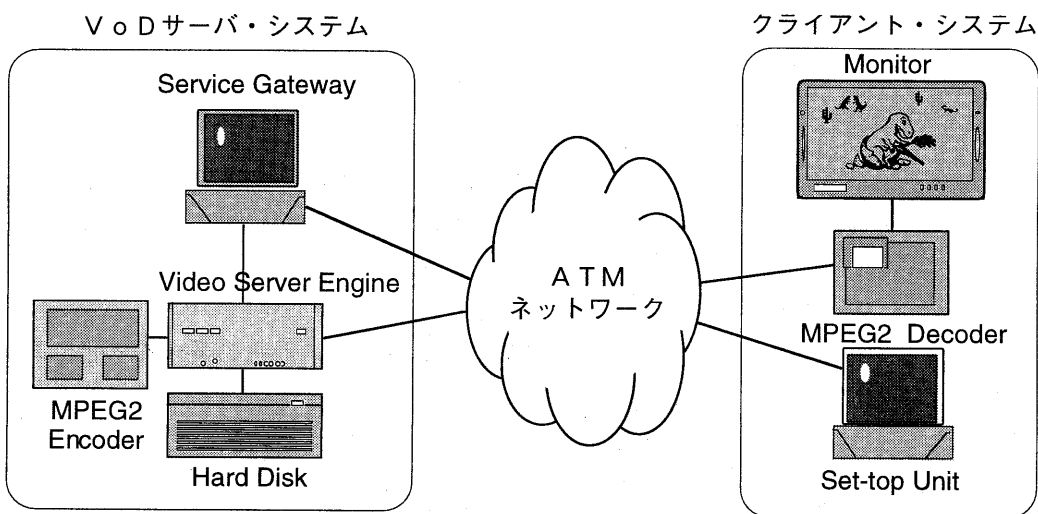 ＶｏＤサーバ・システム
Service Gateway
Video Server Engine
MPEG2
Encoder
Hard Disk
ＡＴＭ
ネットワーク
クライアント・システム
Monitor
MPEG2 Decoder
Set-top Unit